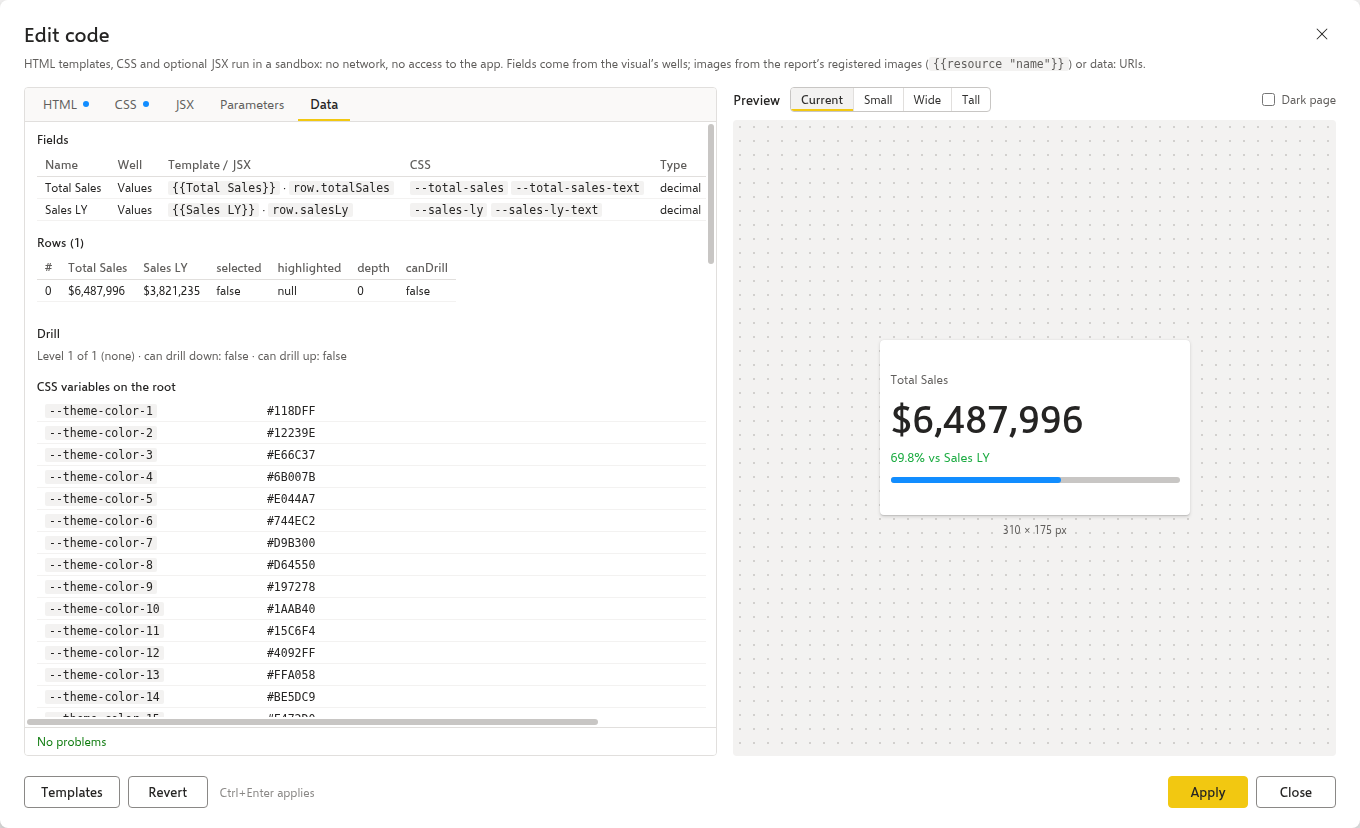 Edit code
HTML templates, CSS and optional JSX run in a sandbox: no network, no access to the app. Fields come from the visual's wells; images from the report's registered images ( {{resource "name"}} ) or data: URIs.
HTML CSS JSX Parameters Data
Fields
Name Well Template / JSX CSS Type
Total Sales Values {{Total Sales}} · row.totalSales --total-sales --total-sales-text decimal
Sales LY Values {{Sales LY}} · row.salesLy --sales-ly --sales-ly-text decimal
Rows (1)
# Total Sales Sales LY selected highlighted depth canDrill
0 $6,487,996 $3,821,235 false null 0 false
Drill
Level 1 of 1 (none) · can drill down: false · can drill up: false
CSS variables on the root
--theme-color-1 #118DFF
--theme-color-2 #12239E
--theme-color-3 #E66C37
--theme-color-4 #6B007B
--theme-color-5 #E044A7
--theme-color-6 #744EC2
--theme-color-7 #D9B300
--theme-color-8 #D64550
--theme-color-9 #197278
--theme-color-10 #1AAB40
--theme-color-11 #15C6F4
--theme-color-12 #4092FF
--theme-color-13 #FFA058
--theme-color-14 #BE5DC9
No problems
Preview Current Small Wide Tall Dark page
Total Sales
$6,487,996
69.8% vs Sales LY
310 × 175 px
Templates Revert Ctrl+Enter applies Apply Close